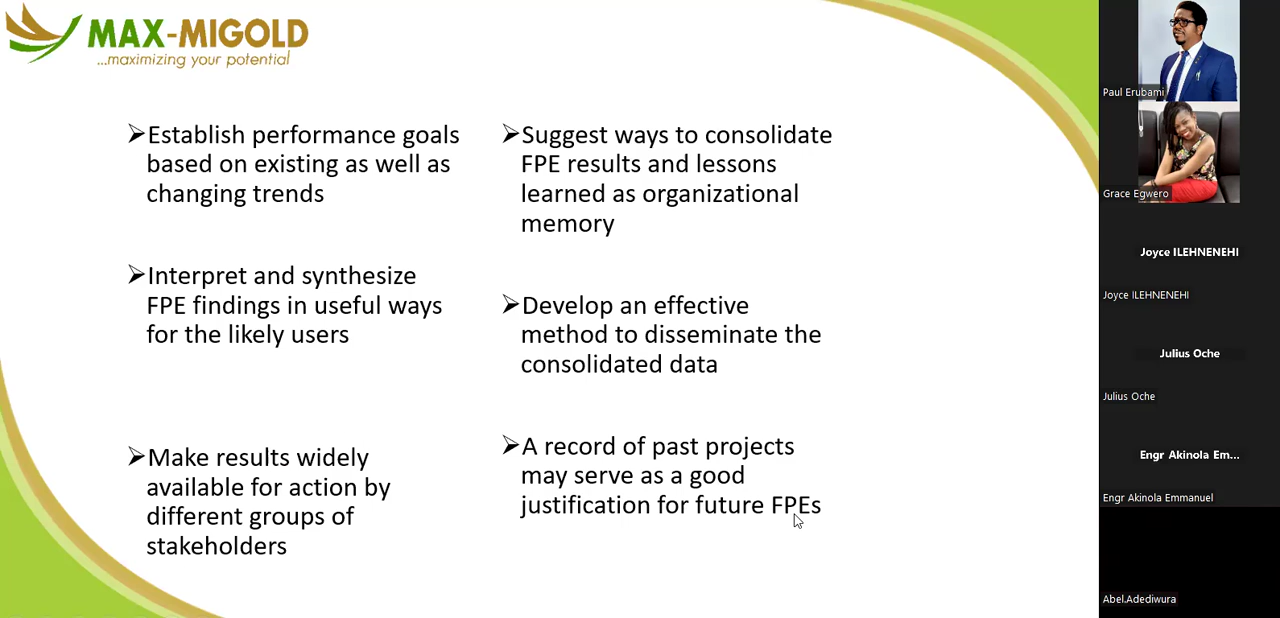 MAX-MIGOLD
...maximizing your potential
➢Establish performance goals
based on existing as well as
changing trends
➢Interpret and synthesize
FPE findings in useful ways
for the likely users
➢Make results widely
available for action by
different groups of
stakeholders
➢Suggest ways to consolidate
FPE results and lessons
learned as organizational
memory
➢Develop an effective
method to disseminate the
consolidated data
➢A record of past projects
may serve as a good
justification for future FPEs
Paul Erubami
Grace Egwero
Joyce ILEHNENEHI
Joyce ILEHNENEHI
Julius Oche
Julius Oche
Engr Akinola Em...
Engr Akinola Emmanuel
Abel.Adediwura